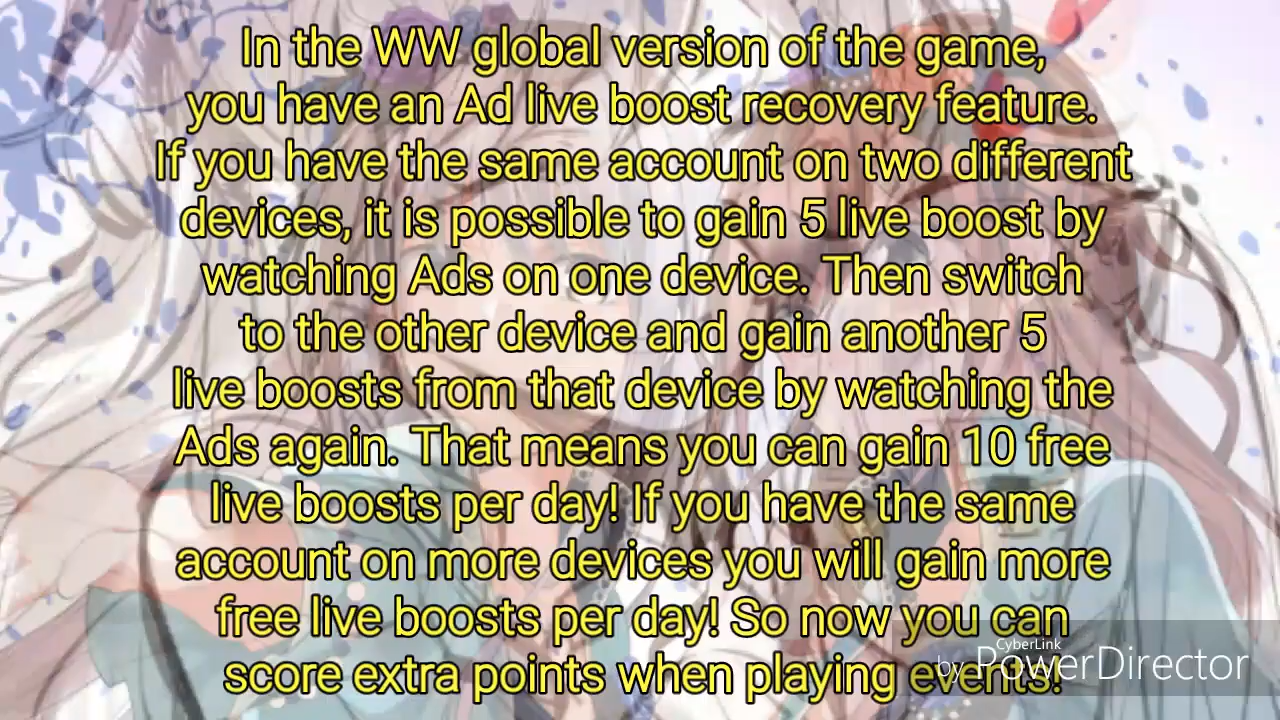 In the WW global version of the game,
you have an Ad live boost recovery feature.
If you have the same account on two different
devices, it is possible to gain 5 live boost by
watching Ads on one device. Then switch
to the other device and gain another 5
live boosts from that device by watching the
Ads again. That means you can gain 10 free
live boosts per day! If you have the same
account on more devices you will gain more
free live boosts per day! So now you can
score extra points when playing events!
CyberLink
by PowerDirector